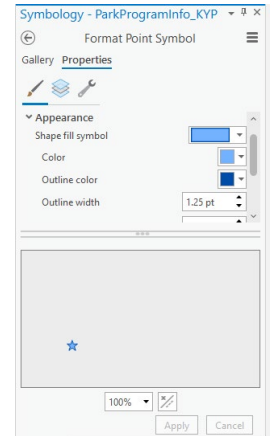 Symbology - ParkProgramInfo_KYP
Format Point Symbol
Gallery Properties
Appearance
Shape fill symbol
Color
Outline color
Outline width 1.25 pt
100%
Apply Cancel